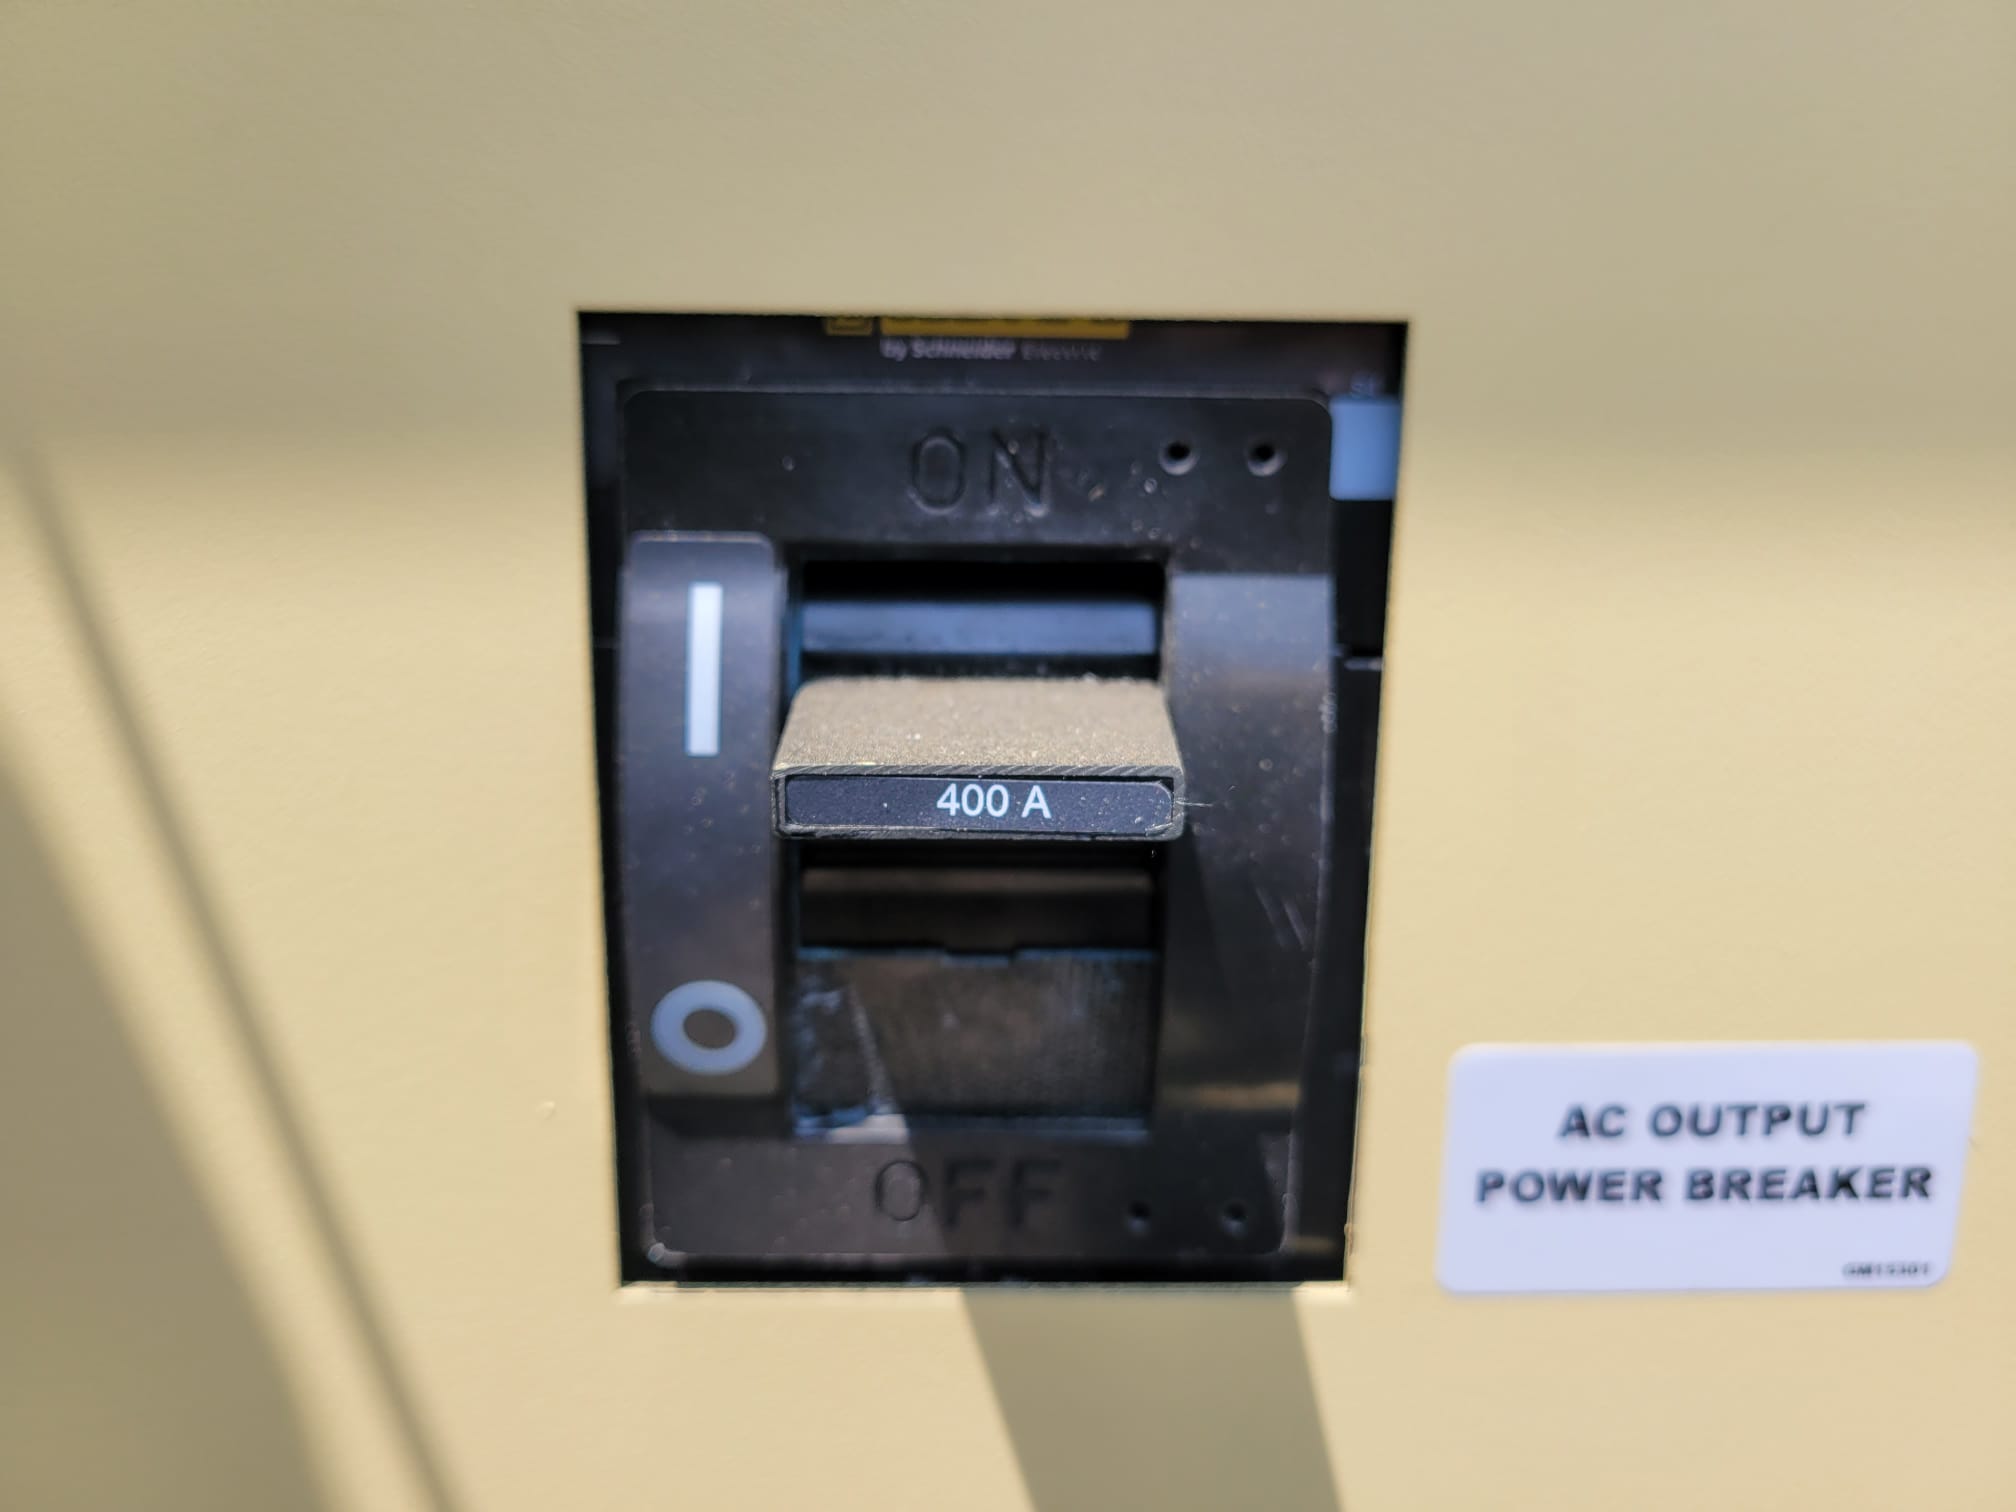 by Schneider Electric
ON
400 A
OFF
AC OUTPUT
POWER BREAKER